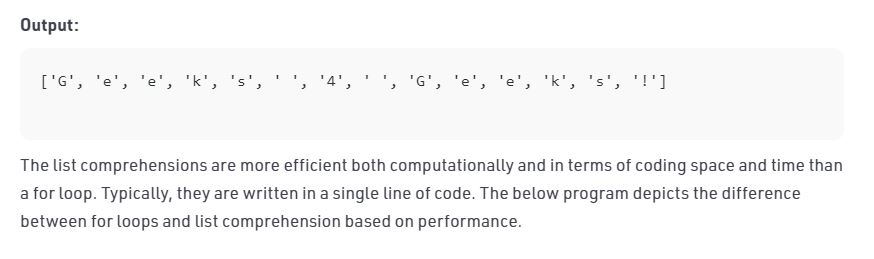 Output:
['G', 'e', 'e', 'k', 's', ' ', '4', ' ', 'G', 'e', 'e', 'k', 's', '!']
The list comprehensions are more efficient both computationally and in terms of coding space and time than
a for loop. Typically, they are written in a single line of code. The below program depicts the difference
between for loops and list comprehension based on performance.